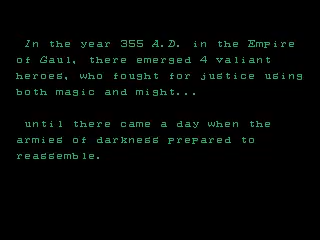 In the year 355 A.D. in the Empire
of Gaul, there emerged 4 valiant
heroes, who fought for justice using
both magic and might...
until there came a day when the
armies of darkness prepared to
reassemble.